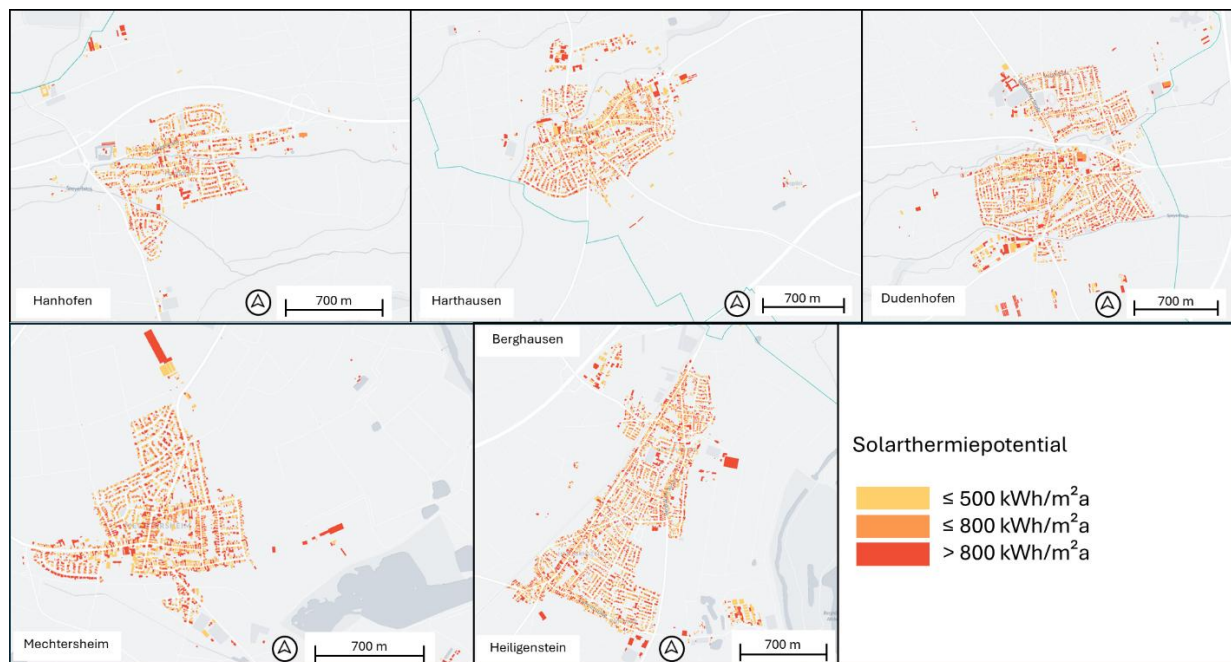 Hanhofen
700 m
Harthausen
700 m
Dudenhofen
700 m
Mechtersheim
700 m
Berghausen
Heiligenstein
700 m
Solarthermiepotential
≤ 500 kWh/m²a
≤ 800 kWh/m²a
> 800 kWh/m²a